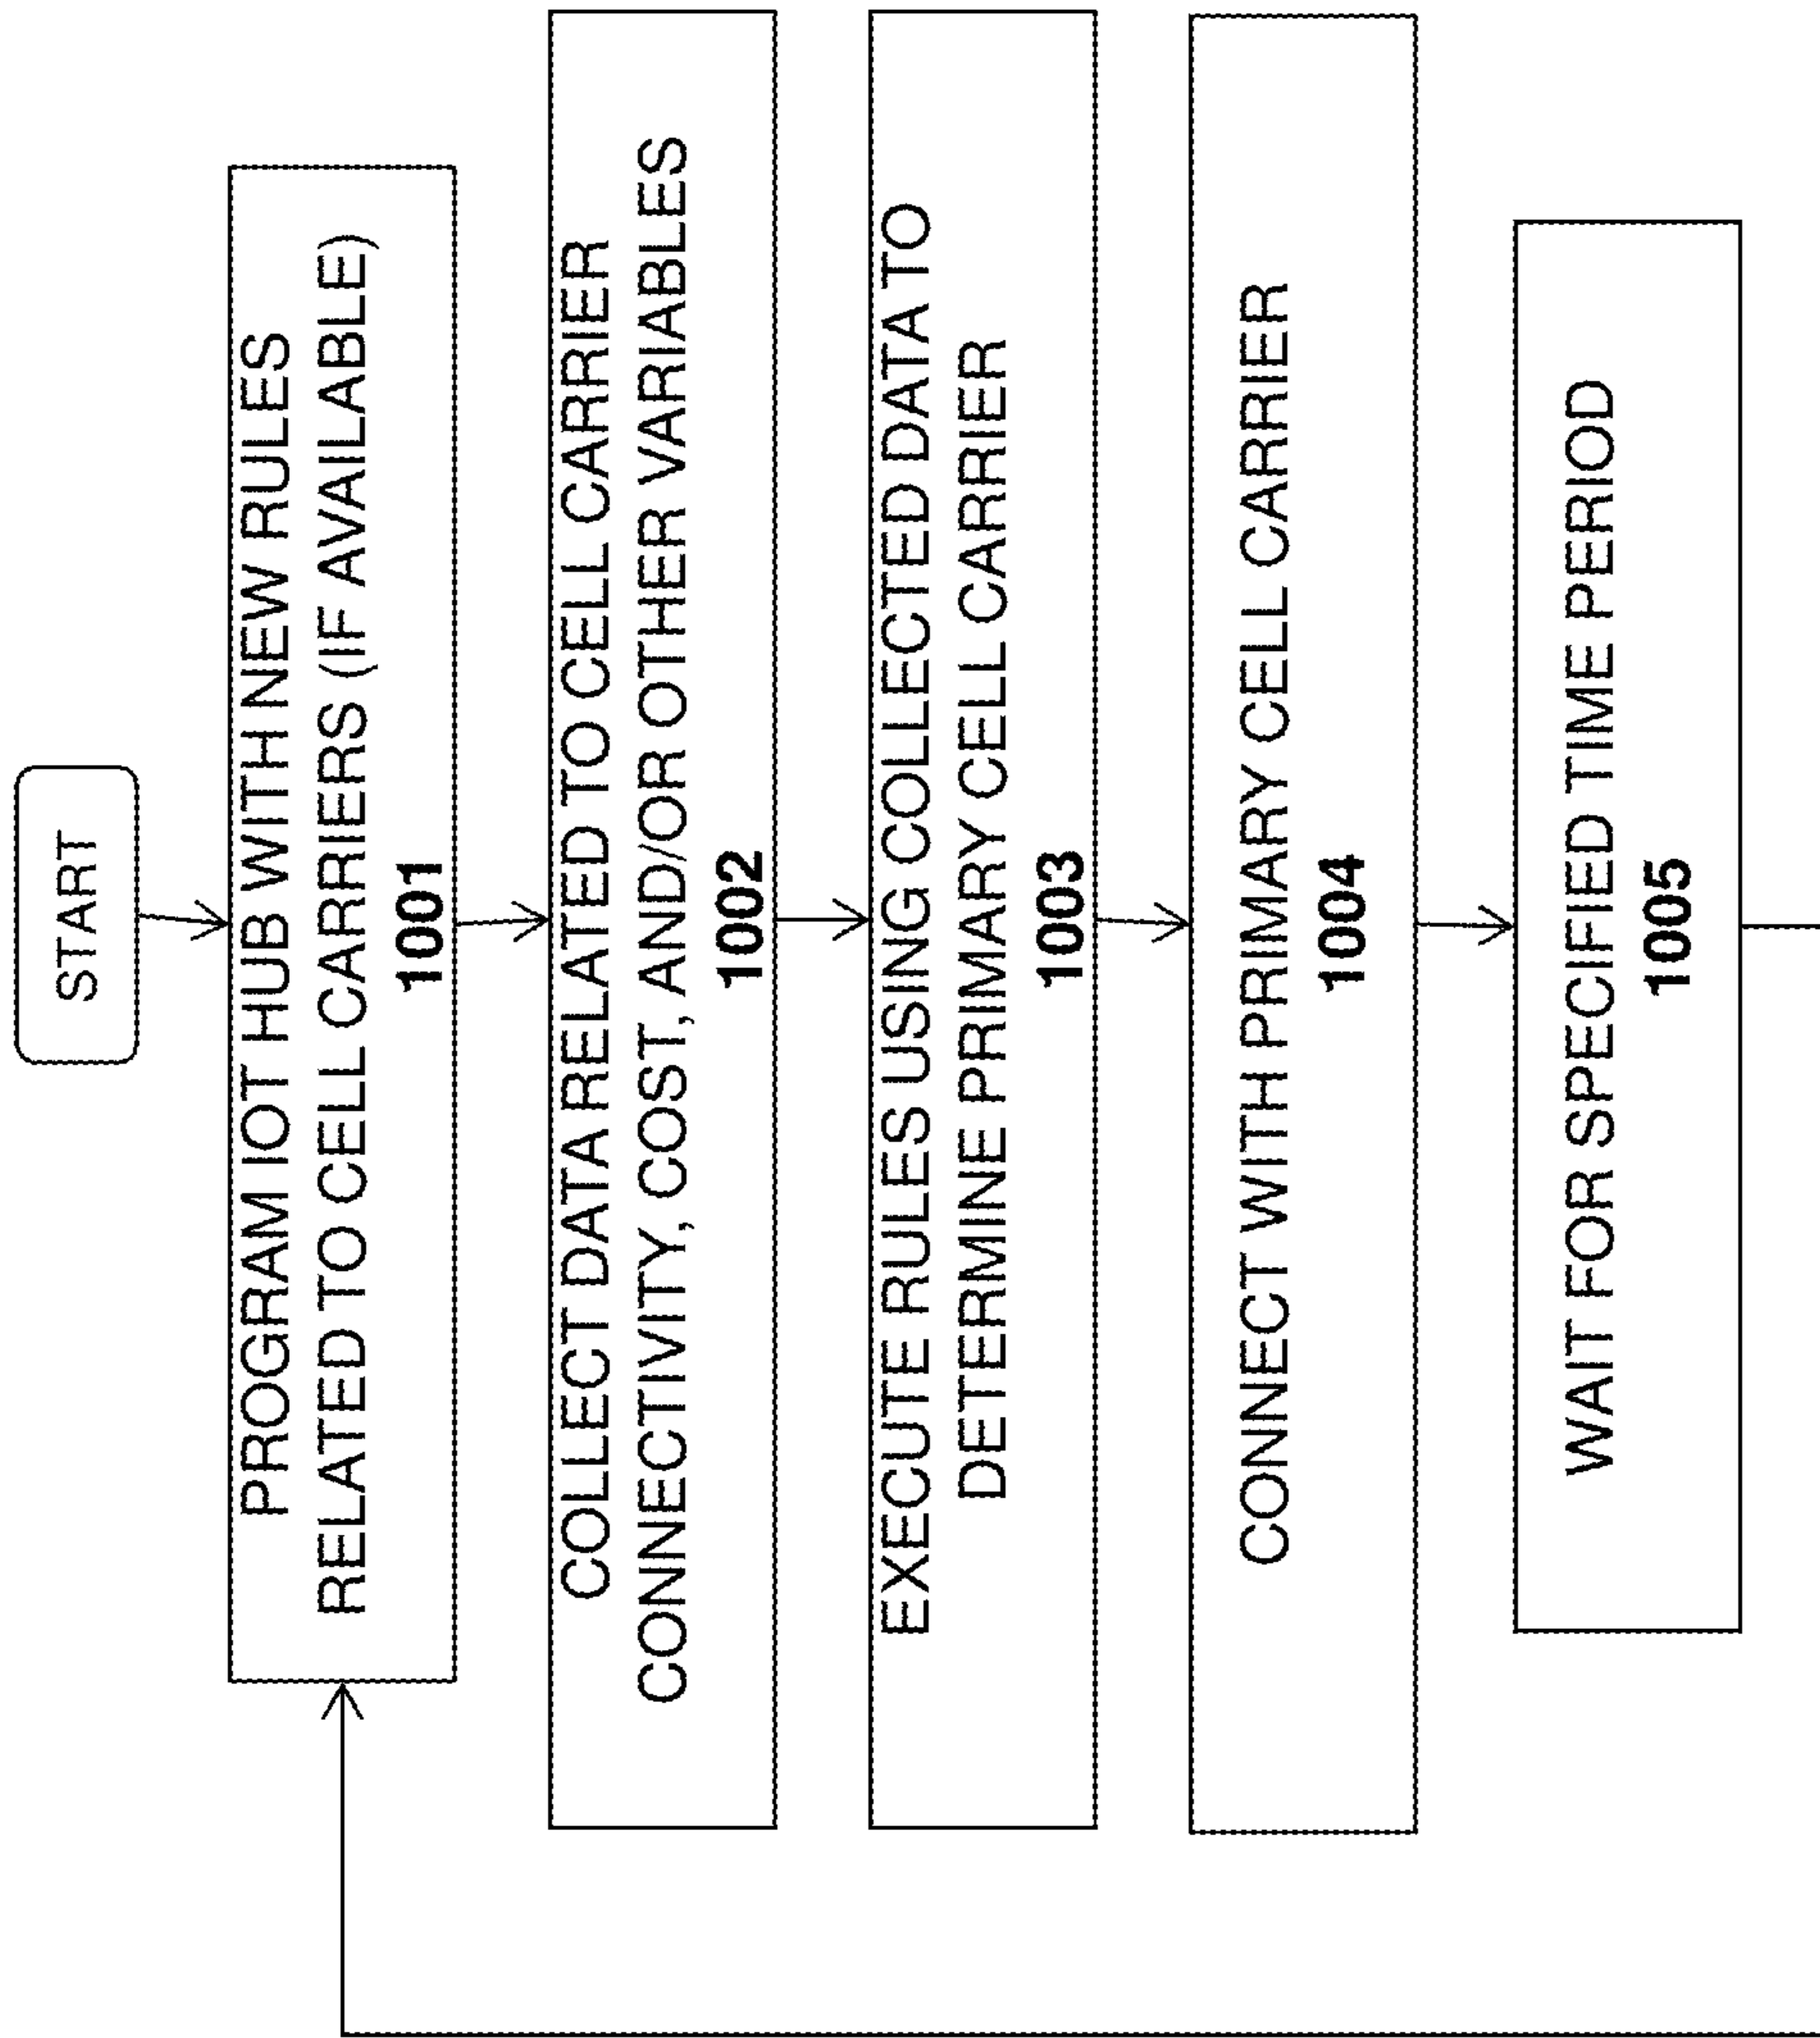 START
PROGRAM IOT HUB WITH NEW RULES
RELATED TO CELL CARRIERS (IF AVAILABLE)
1001
COLLECT DATA RELATED TO CELL CARRIER
CONNECTIVITY, COST, AND/OR OTHER VARIABLES
1002
EXECUTE RULES USING COLLECTED DATA TO
DETERMINE PRIMARY CELL CARRIER
1003
CONNECT WITH PRIMARY CELL CARRIER
1004
WAIT FOR SPECIFIED TIME PERIOD
1005